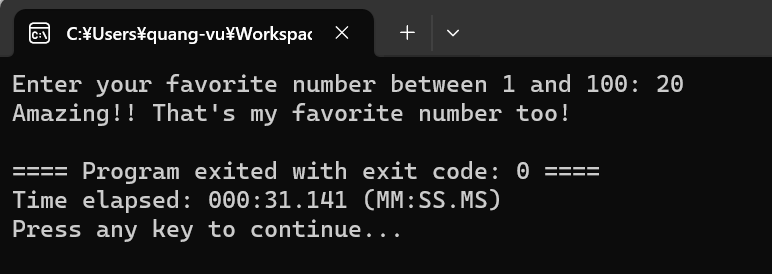 C:¥Users¥quang-vu¥Workspac
Enter your favorite number between 1 and 100: 20
Amazing!! That's my favorite number too!
==== Program exited with exit code: 0 ====
Time elapsed: 000:31.141 (MM:SS.MS)
Press any key to continue...